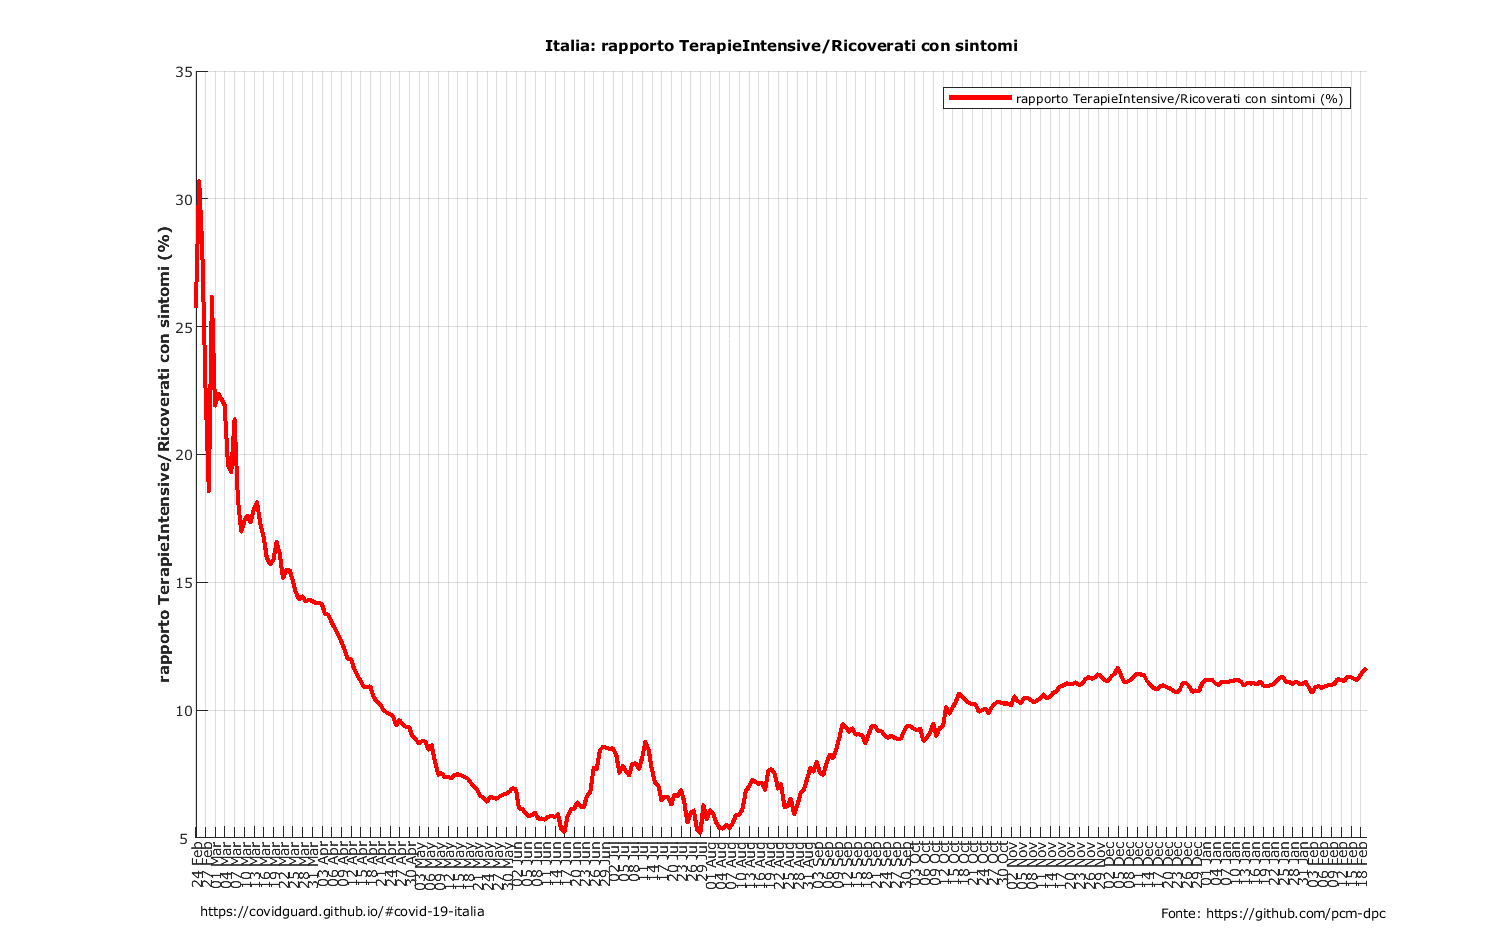 Italia: rapporto TerapieIntensive/Ricoverati con sintomi
rapporto TerapieIntensive/Ricoverati con sintomi (%)
rapporto TerapieIntensive/Ricoverati con sintomi (%)
35
30
25
20
15
10
5
24 Feb
27 Feb
01 Mar
04 Mar
07 Mar
10 Mar
13 Mar
16 Mar
19 Mar
22 Mar
25 Mar
28 Mar
31 Mar
03 Apr
06 Apr
09 Apr
12 Apr
15 Apr
18 Apr
21 Apr
24 Apr
27 Apr
30 Apr
03 May
06 May
09 May
12 May
15 May
18 May
21 May
24 May
27 May
30 May
02 Jun
05 Jun
08 Jun
11 Jun
14 Jun
17 Jun
20 Jun
23 Jun
26 Jun
29 Jun
02 Jul
05 Jul
08 Jul
11 Jul
14 Jul
17 Jul
20 Jul
23 Jul
26 Jul
29 Jul
01 Aug
04 Aug
07 Aug
10 Aug
13 Aug
16 Aug
19 Aug
22 Aug
25 Aug
28 Aug
31 Aug
03 Sep
06 Sep
09 Sep
12 Sep
15 Sep
18 Sep
21 Sep
24 Sep
27 Sep
30 Sep
03 Oct
06 Oct
09 Oct
12 Oct
15 Oct
18 Oct
21 Oct
24 Oct
27 Oct
30 Oct
02 Nov
05 Nov
08 Nov
11 Nov
14 Nov
17 Nov
20 Nov
23 Nov
26 Nov
29 Nov
02 Dec
05 Dec
08 Dec
11 Dec
14 Dec
17 Dec
20 Dec
23 Dec
26 Dec
29 Dec
01 Jan
04 Jan
07 Jan
10 Jan
13 Jan
16 Jan
19 Jan
22 Jan
25 Jan
28 Jan
31 Jan
03 Feb
06 Feb
09 Feb
12 Feb
15 Feb
18 Feb
https://covidguard.github.io/#covid-19-italia
Fonte: https://github.com/pcm-dpc